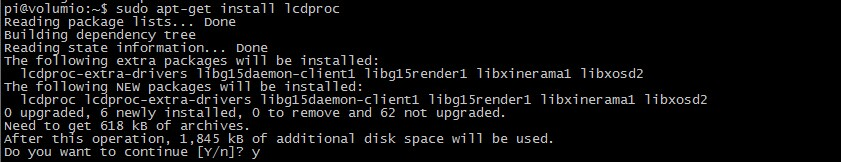 pi@volumio:~$ sudo apt-get install lcdproc
Reading package lists... Done
Building dependency tree
Reading state information... Done
The following extra packages will be installed:
  lcdproc-extra-drivers libg15daemon-client1 libg15render1 libxinerama1 libxosd2
The following NEW packages will be installed:
  lcdproc lcdproc-extra-drivers libg15daemon-client1 libg15render1 libxinerama1 libxosd2
0 upgraded, 6 newly installed, 0 to remove and 62 not upgraded.
Need to get 618 kB of archives.
After this operation, 1,845 kB of additional disk space will be used.
Do you want to continue [Y/n]? y